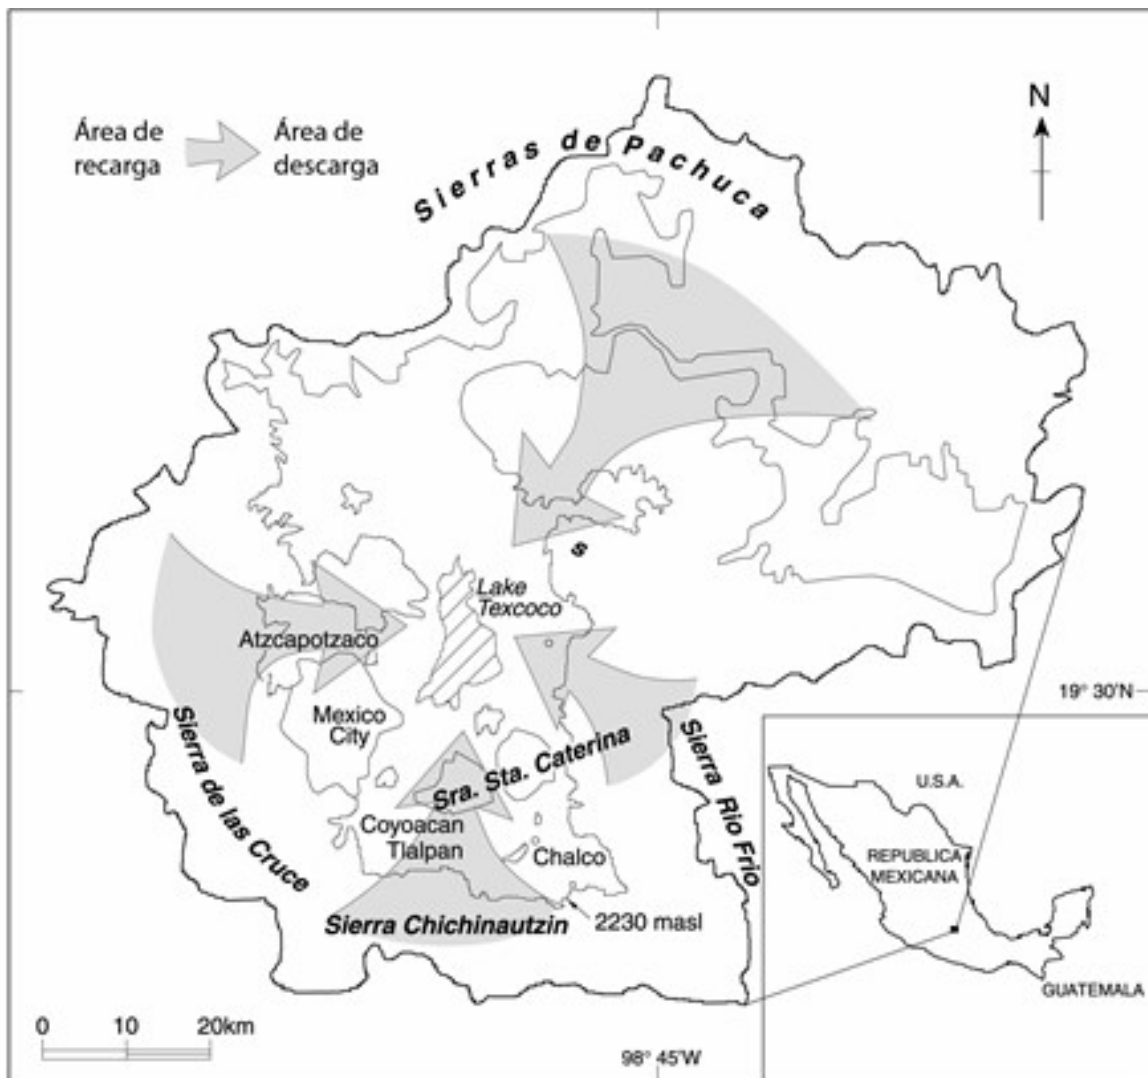 Área de
recarga
Área de
descarga
N
Sierras de Pachuca
s
Lake
Texcoco
Atzcapotzaco
19° 30'N
Mexico
City
Sierra de las Cruce
Sra. Sta. Caterina
Sierra Rio Frio
U.S.A.
Coyoacan
Tlalpan
Chalco
REPUBLICA
MEXICANA
Sierra Chichinautzin
2230 masl
GUATEMALA
0 10 20km
98° 45'W